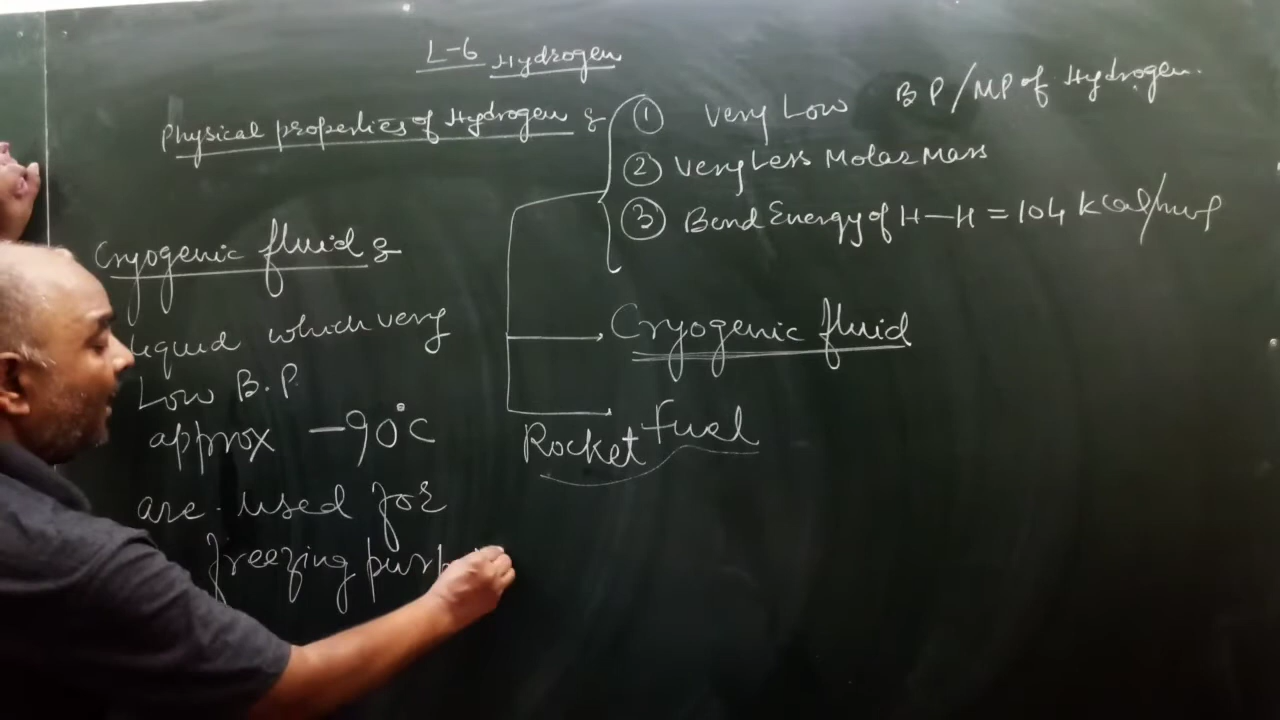 L-6 Hydrogen
Physical properties of Hydrogen :
① Very Low BP/MP of Hydrogen.
② Very Less Molar Mass
③ Bond Energy of H-H = 104 kcal/mol
Cryogenic fluid
Rocket Fuel
Cryogenic fluid :
liquid which very
Low B.P.
approx -90°C
are used for
freezing